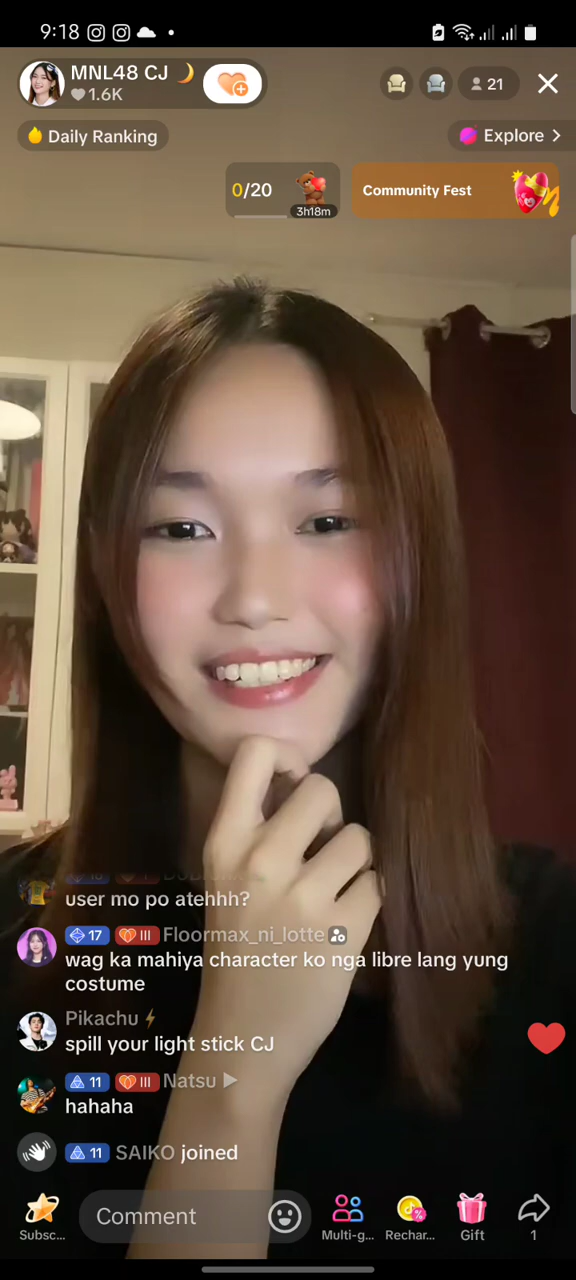 9:18
MNL48 CJ
1.6K
21
Daily Ranking
Explore >
0/20
3h18m
Community Fest
user mo po atehhh?
17 III Floormax_ni_lotte
wag ka mahiya character ko nga libre lang yung
costume
Pikachu
spill your light stick CJ
11 III Natsu
hahaha
11 SAIKO joined
Comment
Subsc...
Multi-g...
Rechar...
Gift
1